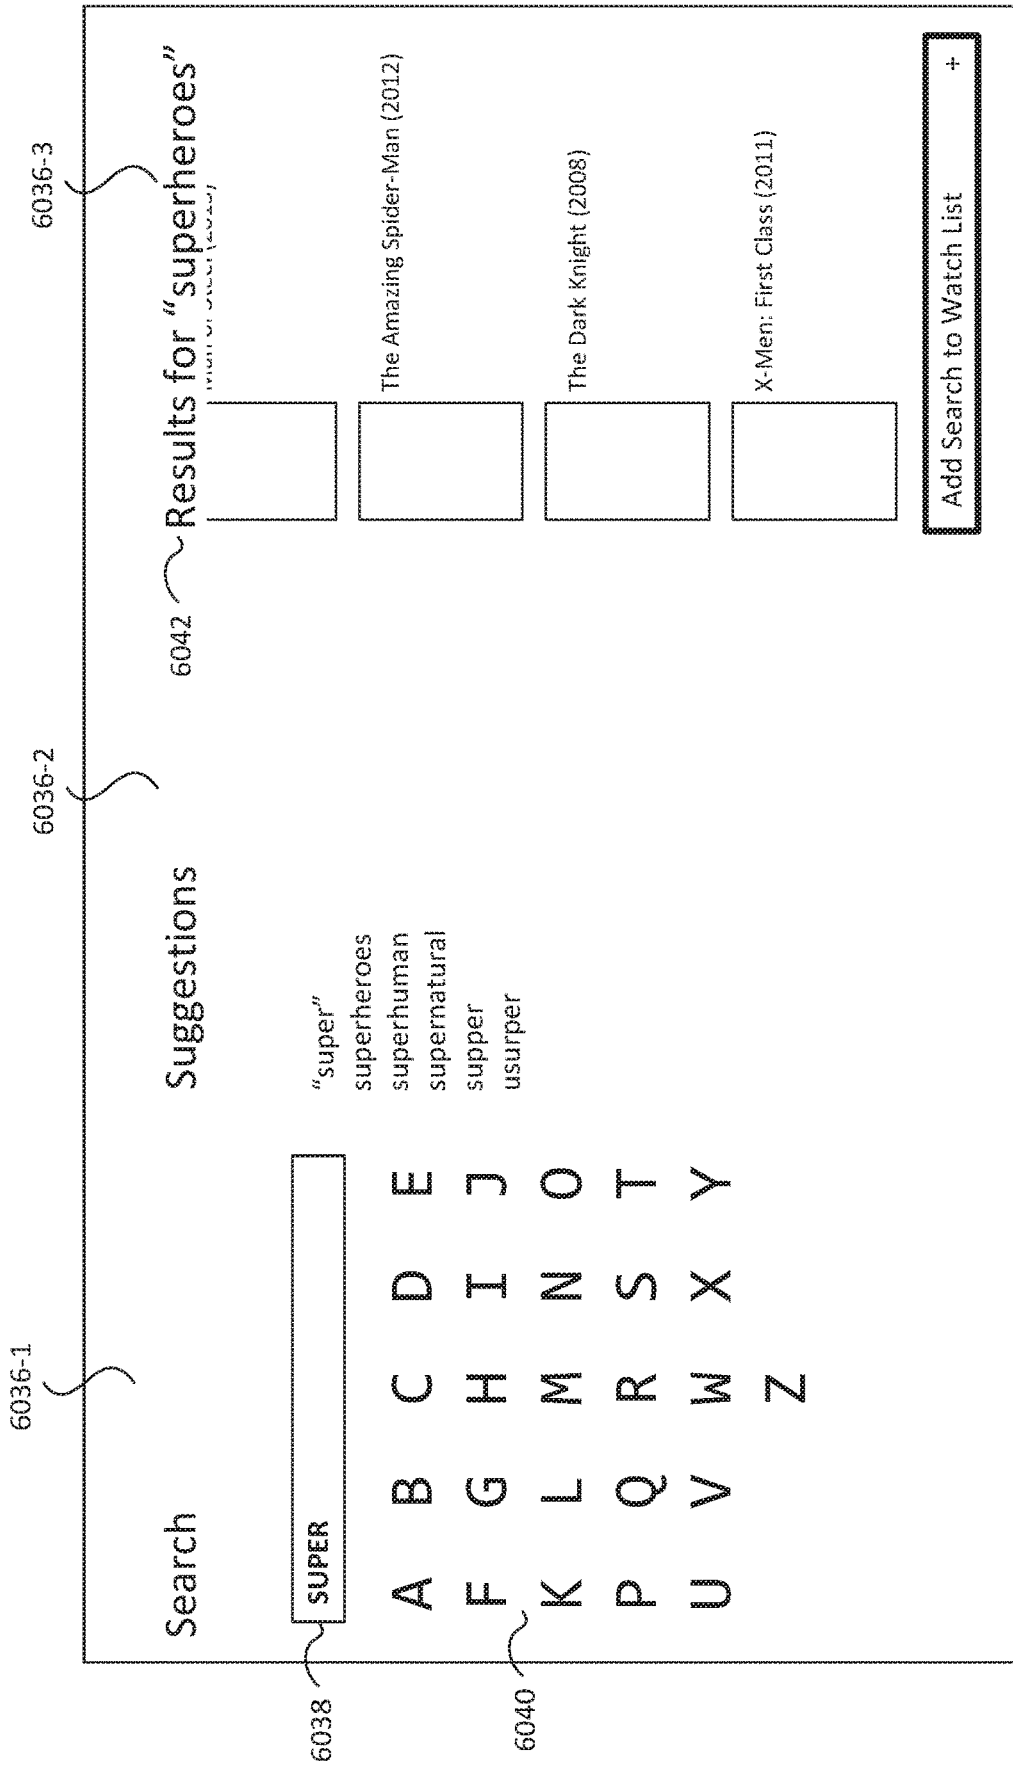 6036-1
6036-2
6036-3
Search
Suggestions
6042
Results for “superheroes”
6038
SUPER
“super”
superheroes
superhuman
supernatural
supper
usurper
A B C D E
F G H I J
K L M N O
P Q R S T
U V W X Y
Z
6040
The Amazing Spider-Man (2012)
The Dark Knight (2008)
X-Men: First Class (2011)
Add Search to Watch List +